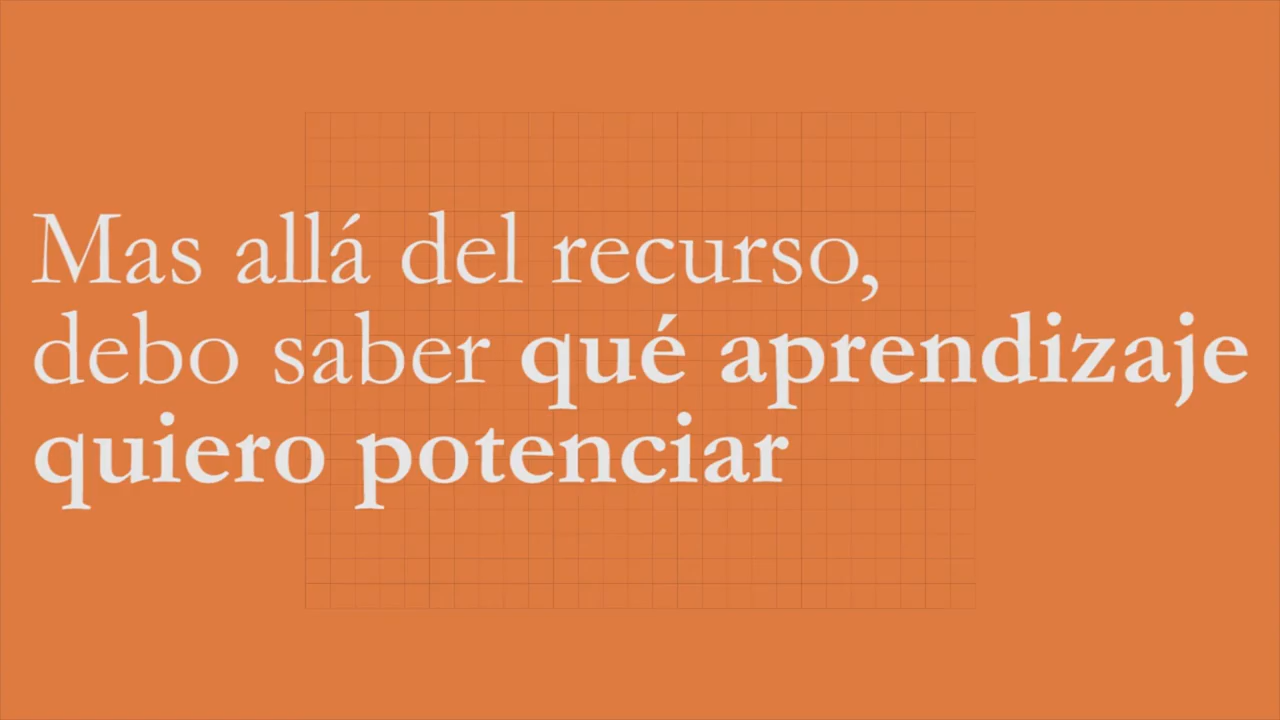 Mas allá del recurso,
debo saber qué aprendizaje
quiero potenciar